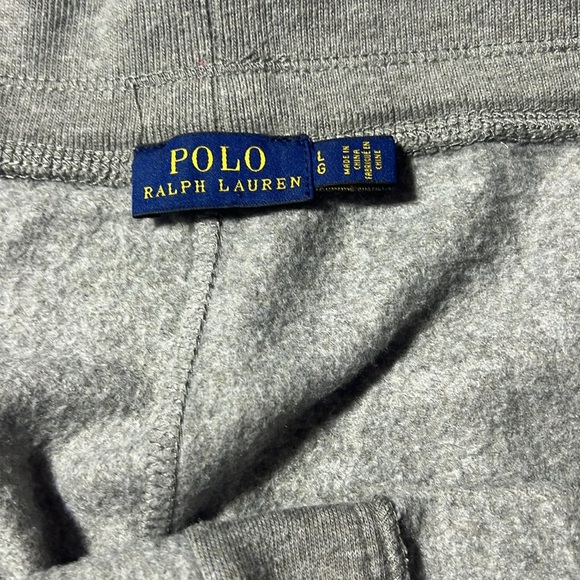 POLO
RALPH LAUREN
L
G
MADE IN
CHINA
FABRIQUÉ EN
CHINE